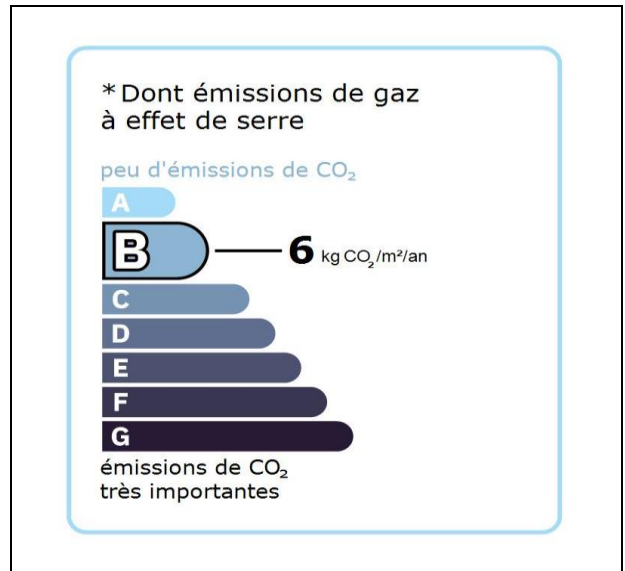 *Dont émissions de gaz
à effet de serre
peu d'émissions de CO₂
A
B 6 kg CO₂/m²/an
C
D
E
F
G
émissions de CO₂
très importantes